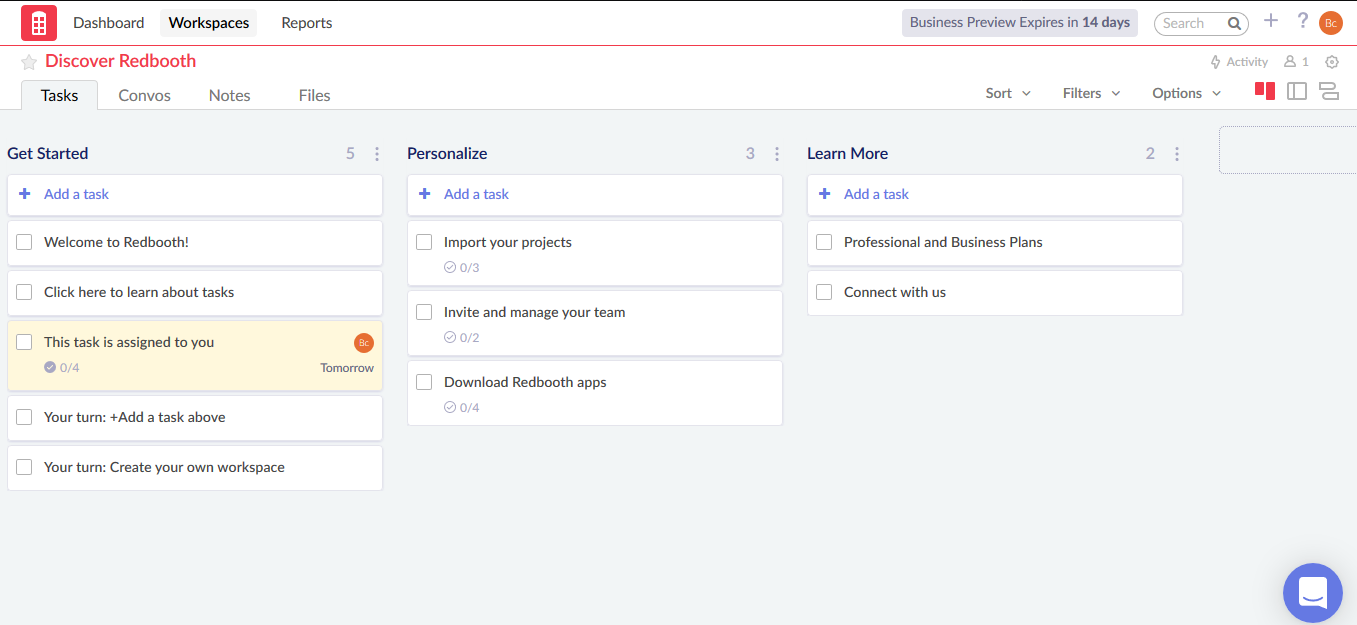 Dashboard Workspaces Reports Business Preview Expires in 14 days Search ? Bc
Discover Redbooth Activity 1
Tasks Convos Notes Files Sort Filters Options
Get Started 5
+ Add a task
Welcome to Redbooth!
Click here to learn about tasks
This task is assigned to you Bc
0/4 Tomorrow
Your turn: +Add a task above
Your turn: Create your own workspace
Personalize 3
+ Add a task
Import your projects
0/3
Invite and manage your team
0/2
Download Redbooth apps
0/4
Learn More 2
+ Add a task
Professional and Business Plans
Connect with us